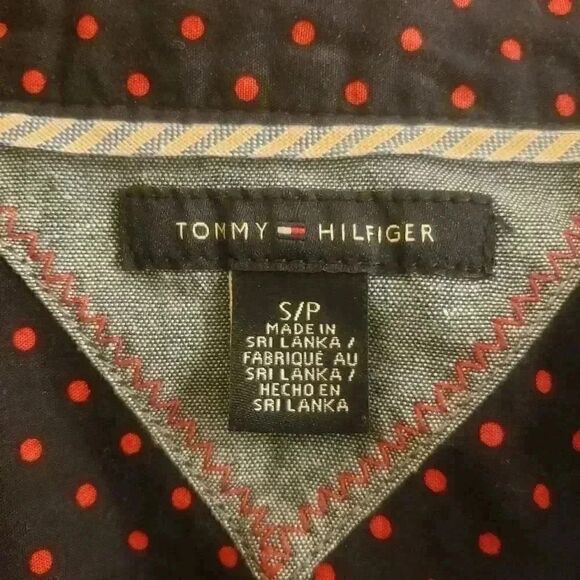 TOMMY HILFIGER
S/P
MADE IN
SRI LANKA /
FABRIQUÉ AU
SRI LANKA /
HECHO EN
SRI LANKA